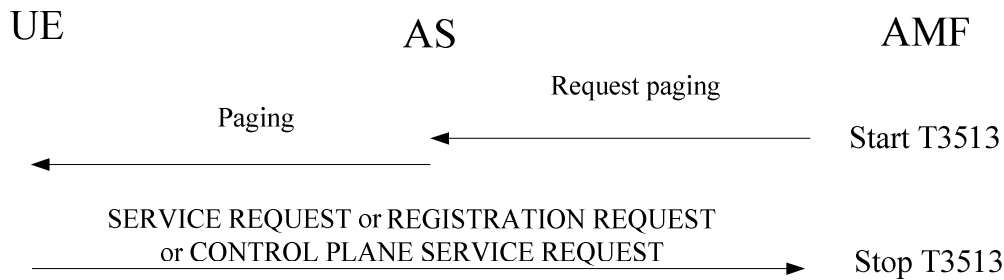 UE
AS
AMF
Request paging
Paging
Start T3513
SERVICE REQUEST or REGISTRATION REQUEST
or CONTROL PLANE SERVICE REQUEST
Stop T3513